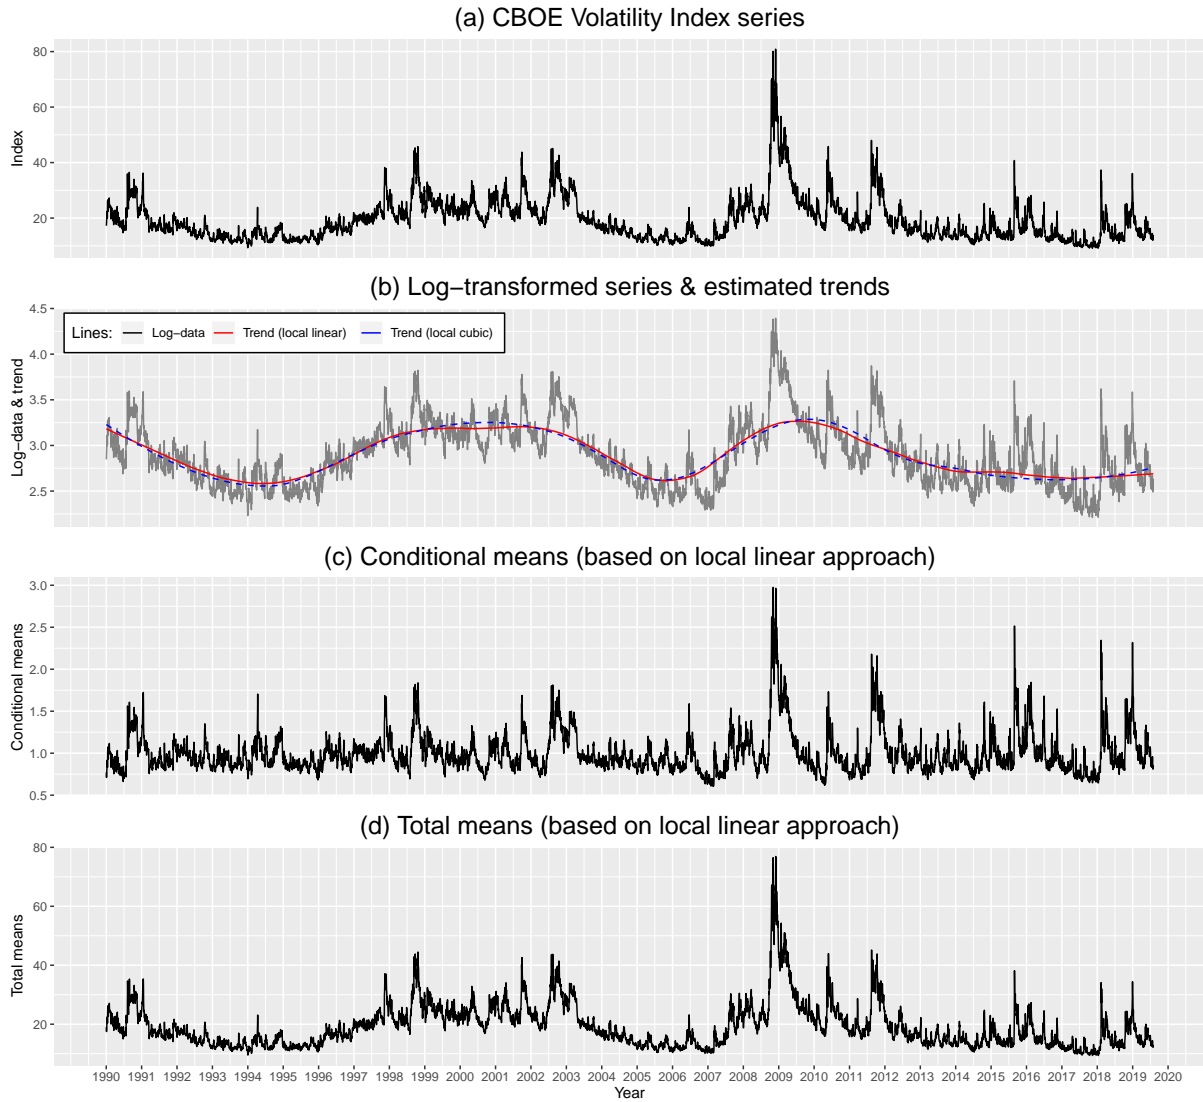 (a) CBOE Volatility Index series
80
60
40
20
Index
(b) Log−transformed series & estimated trends
4.5
4.0
3.5
3.0
2.5
Log−data & trend
Lines: Log−data Trend (local linear) Trend (local cubic)
(c) Conditional means (based on local linear approach)
3.0
2.5
2.0
1.5
1.0
0.5
Conditional means
(d) Total means (based on local linear approach)
80
60
40
20
Total means
1990 1991 1992 1993 1994 1995 1996 1997 1998 1999 2000 2001 2002 2003 2004 2005 2006 2007 2008 2009 2010 2011 2012 2013 2014 2015 2016 2017 2018 2019 2020
Year